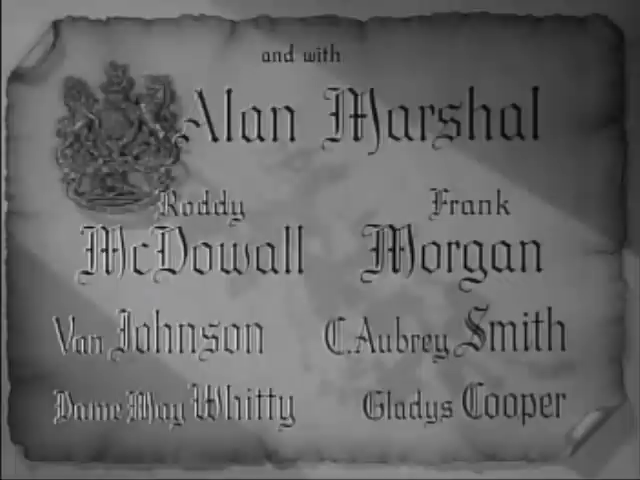 and with
Alan Marshal
Roddy McDowall
Frank Morgan
Van Johnson
C. Aubrey Smith
Dame May Whitty
Gladys Cooper